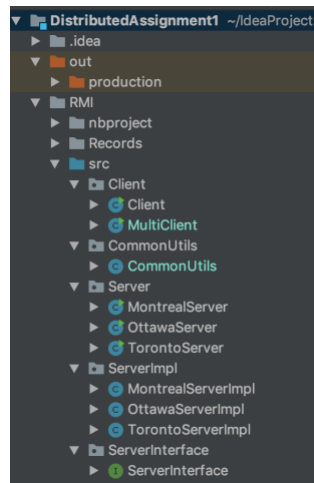 DistributedAssignment1 ~/IdeaProject
.idea
out
production
RMI
nbproject
Records
src
Client
Client
MultiClient
CommonUtils
CommonUtils
Server
MontrealServer
OttawaServer
TorontoServer
ServerImpl
MontrealServerImpl
OttawaServerImpl
TorontoServerImpl
ServerInterface
ServerInterface